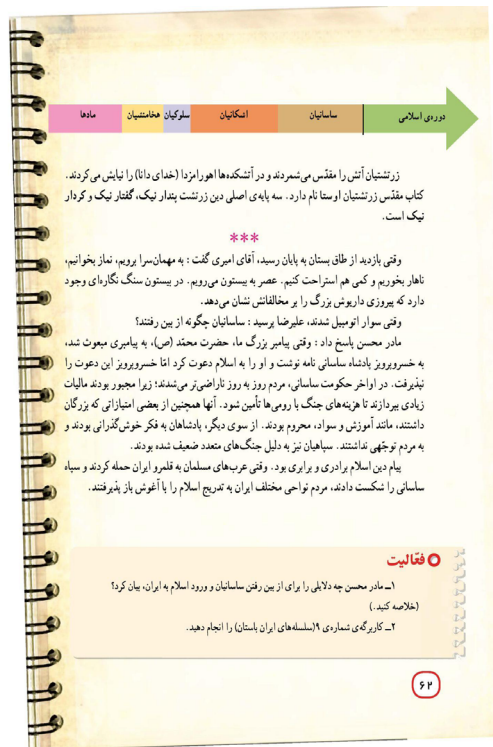 مادها هخامنشیان سلوکیان اشکانیان ساسانیان دوره‌ی اسلامی
زرتشتیان آتش را مقدّس می‌شمردند و در آتشکده‌ها اهورامزدا (خدای دانا) را نیایش می‌کردند.
کتاب مقدّس زرتشتیان اوستا نام دارد. سه پایه‌ی اصلی دین زرتشت پندار نیک، گفتار نیک و کردار
نیک است.
***
وقتی بازدید از طاق بستان به پایان رسید، آقای امیری گفت : به مهمان‌سرا برویم، نماز بخوانیم،
ناهار بخوریم و کمی هم استراحت کنیم. عصر به بیستون می‌رویم. در بیستون سنگ نگاره‌ای وجود
دارد که پیروزی داریوش بزرگ را بر مخالفانش نشان می‌دهد.
وقتی سوار اتومبیل شدند، علیرضا پرسید : ساسانیان چگونه از بین رفتند؟
مادر محسن پاسخ داد : وقتی پیامبر بزرگ ما، حضرت محمّد (ص)، به پیامبری مبعوث شد،
به خسروپرویز پادشاه ساسانی نامه نوشت و او را به اسلام دعوت کرد امّا خسروپرویز این دعوت را
نپذیرفت. در اواخر حکومت ساسانی، مردم روز به روز ناراضی‌تر می‌شدند؛ زیرا مجبور بودند مالیات
زیادی بپردازند تا هزینه‌های جنگ با رومی‌ها تأمین شود. آنها همچنین از بعضی امتیازاتی که بزرگان
داشتند، مانند آموزش و سواد، محروم بودند. از سوی دیگر، پادشاهان به فکر خوش‌گذرانی بودند و
به مردم توجّهی نداشتند. سپاهیان نیز به دلیل جنگ‌های متعدد ضعیف شده بودند.
پیام دین اسلام برادری و برابری بود. وقتی عرب‌های مسلمان به قلمرو ایران حمله کردند و سپاه
ساسانی را شکست دادند، مردم نواحی مختلف ایران به تدریج اسلام را با آغوش باز پذیرفتند.
فعّالیت
۱ــ مادر محسن چه دلایلی را برای از بین رفتن ساسانیان و ورود اسلام به ایران، بیان کرد؟
(خلاصه کنید.)
۲ــ کاربرگه‌ی شماره‌ی ۹(سلسله‌های ایران باستان) را انجام دهید.
۶۲